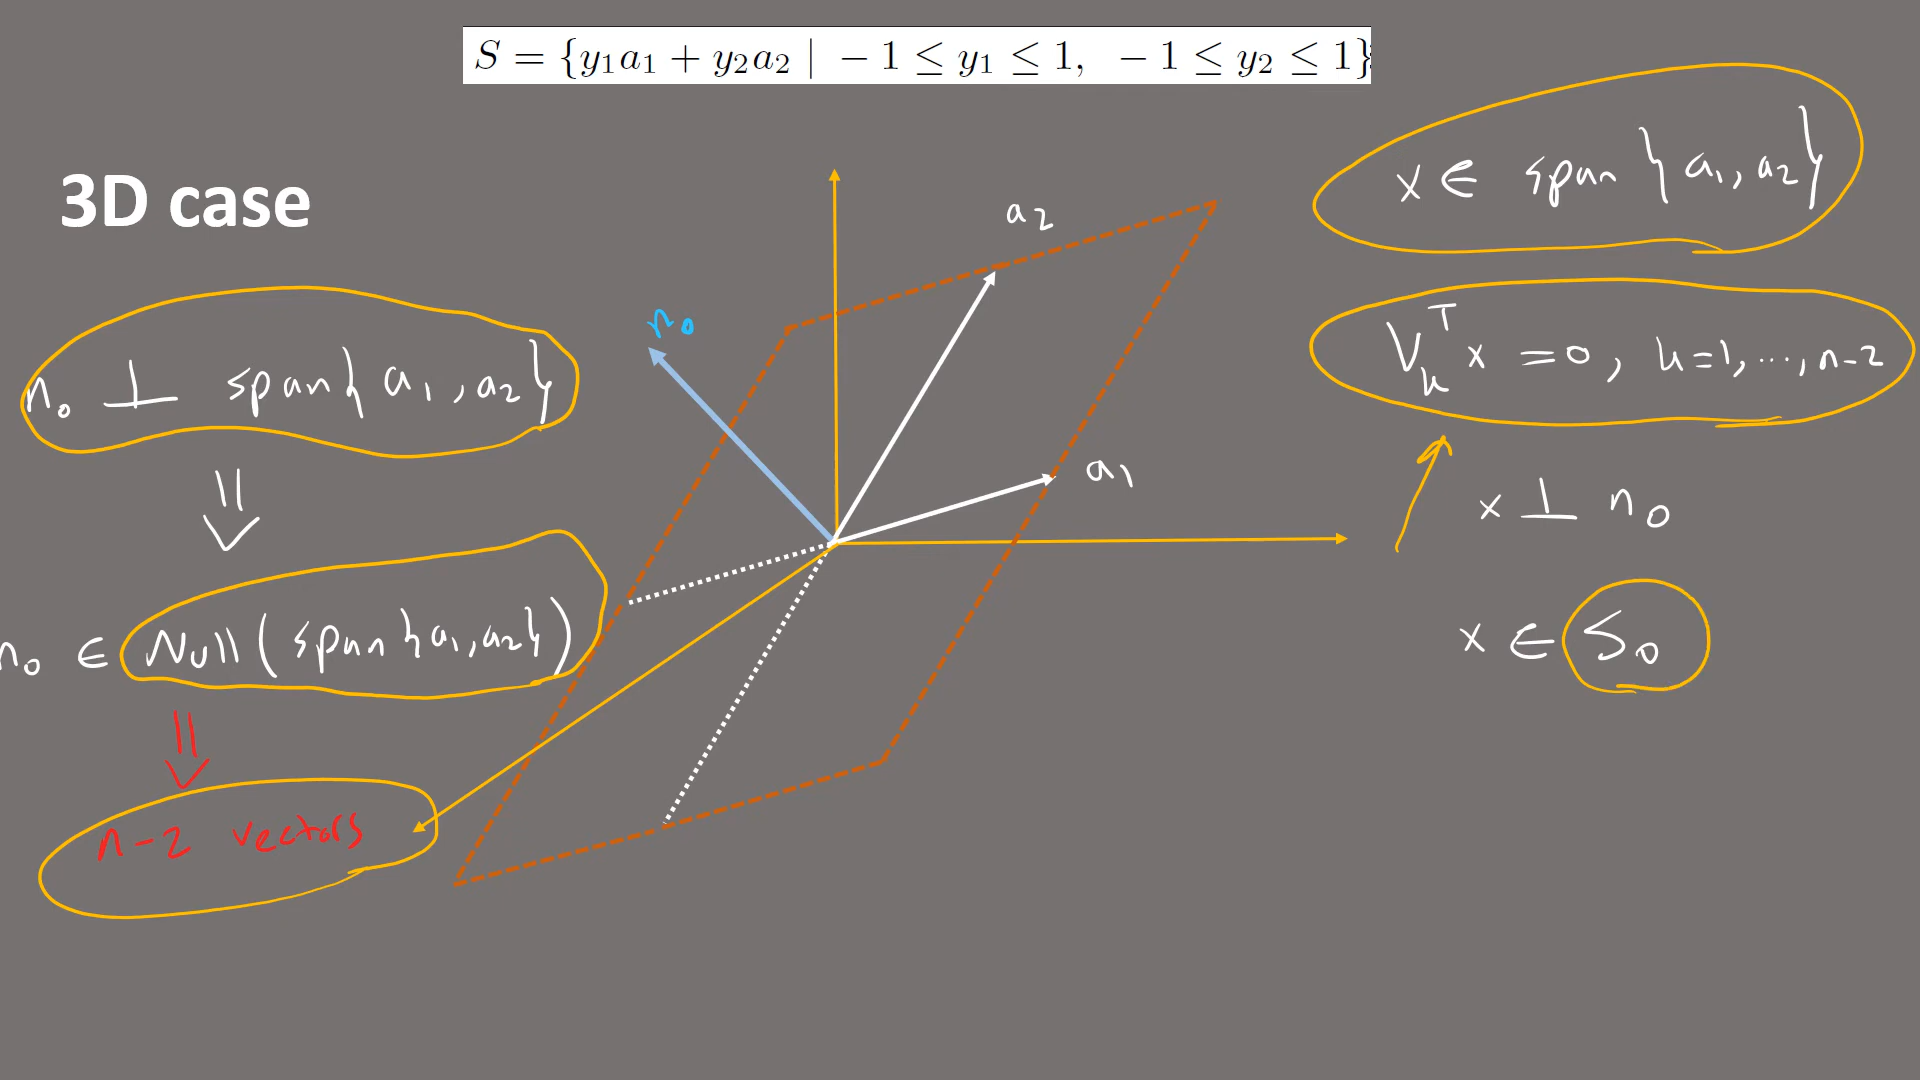 S = {y₁a₁ + y₂a₂ | − 1 ≤ y₁ ≤ 1, − 1 ≤ y₂ ≤ 1}
3D case
n₀ ⊥ span{a₁, a₂}
⇓
n₀ ∈ Null(span{a₁, a₂})
⇓
n-2 vectors
n₀
a₂
a₁
x ∈ span {a₁, a₂}
Vₖᵀ x = 0, k=1, ..., n-2
x ⊥ n₀
x ∈ S₀